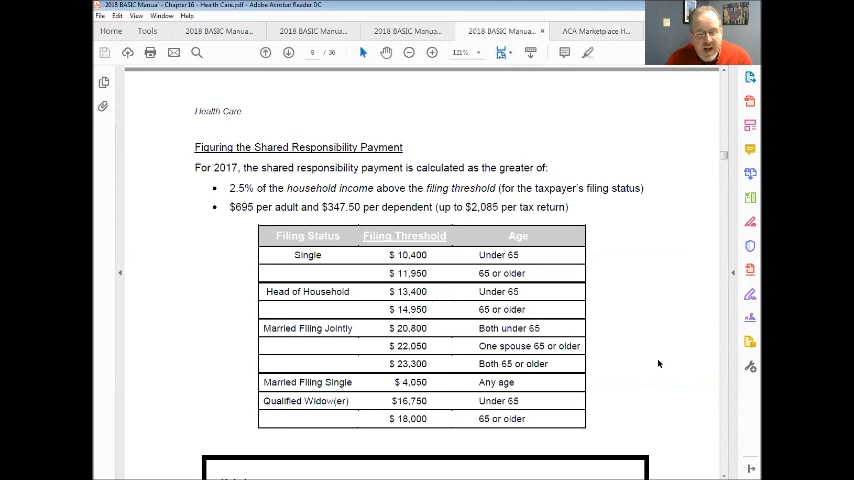 2018 BASIC Manual - Chapter 16 - Health Care.pdf - Adobe Acrobat Reader DC
File Edit View Window Help
Home Tools 2018 BASIC Manua... 2018 BASIC Manua... 2018 BASIC Manua... 2018 BASIC Manua... × ACA Marketplace H...
8 / 36 121%
Health Care
Figuring the Shared Responsibility Payment
For 2017, the shared responsibility payment is calculated as the greater of:
• 2.5% of the household income above the filing threshold (for the taxpayer's filing status)
• $695 per adult and $347.50 per dependent (up to $2,085 per tax return)
Filing Status Filing Threshold Age
Single $ 10,400 Under 65
$ 11,950 65 or older
Head of Household $ 13,400 Under 65
$ 14,950 65 or older
Married Filing Jointly $ 20,800 Both under 65
$ 22,050 One spouse 65 or older
$ 23,300 Both 65 or older
Married Filing Single $ 4,050 Any age
Qualified Widow(er) $16,750 Under 65
$ 18,000 65 or older